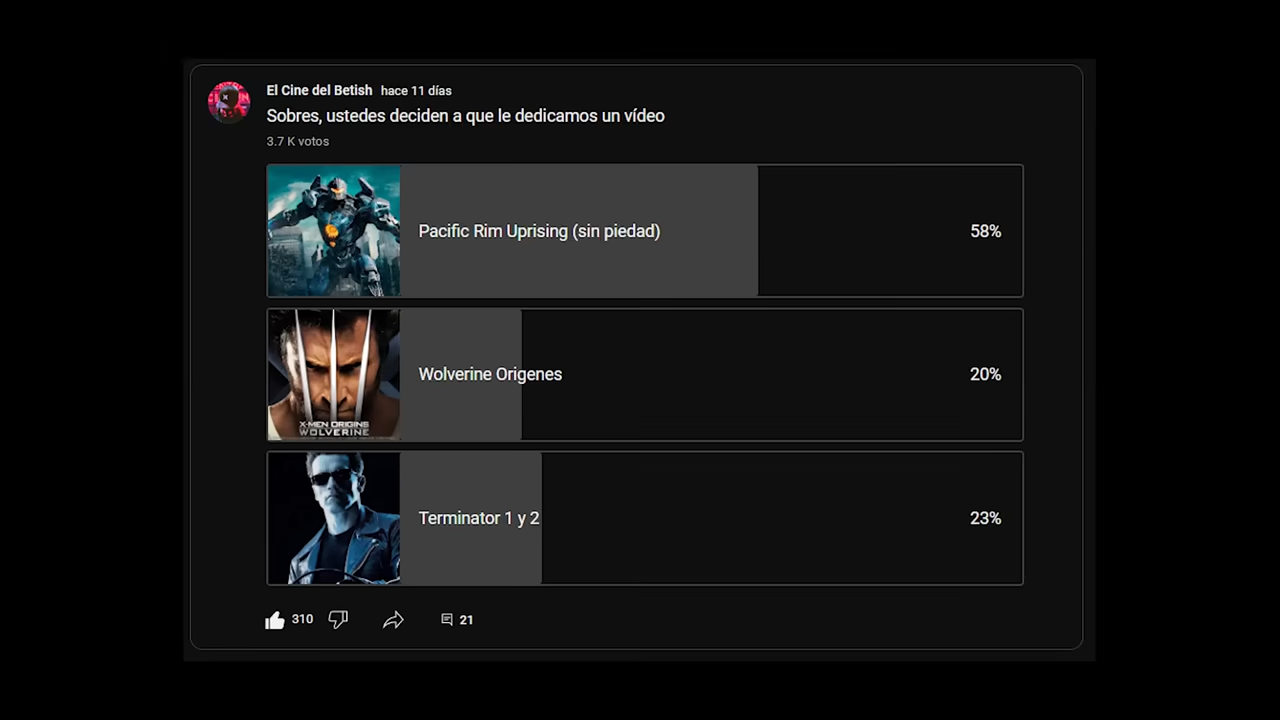 El Cine del Betish hace 11 días
Sobres, ustedes deciden a que le dedicamos un vídeo
3.7 K votos
Pacific Rim Uprising (sin piedad) 58%
Wolverine Origenes 20%
X-MEN ORIGINS
WOLVERINE
Terminator 1 y 2 23%
310 21